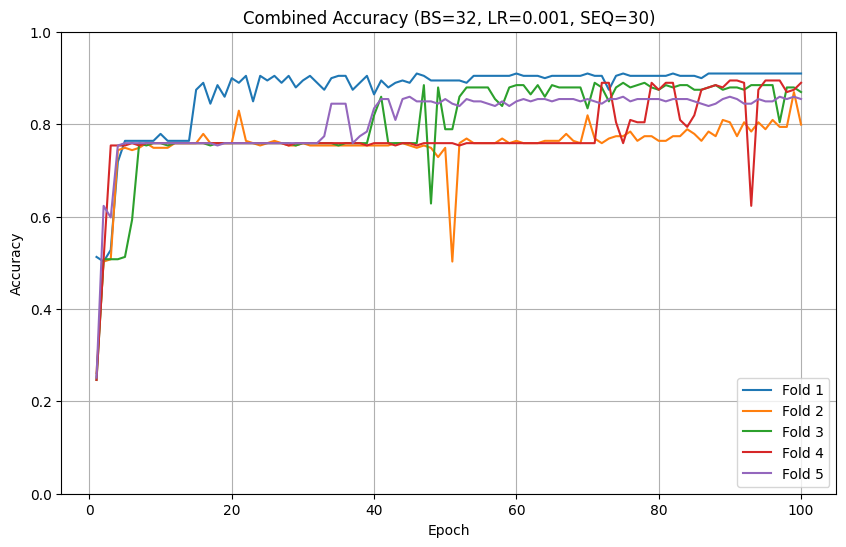 Combined Accuracy (BS=32, LR=0.001, SEQ=30)
1.0
0.8
0.6
0.4
0.2
0.0
Accuracy
0 20 40 60 80 100
Epoch
Fold 1
Fold 2
Fold 3
Fold 4
Fold 5